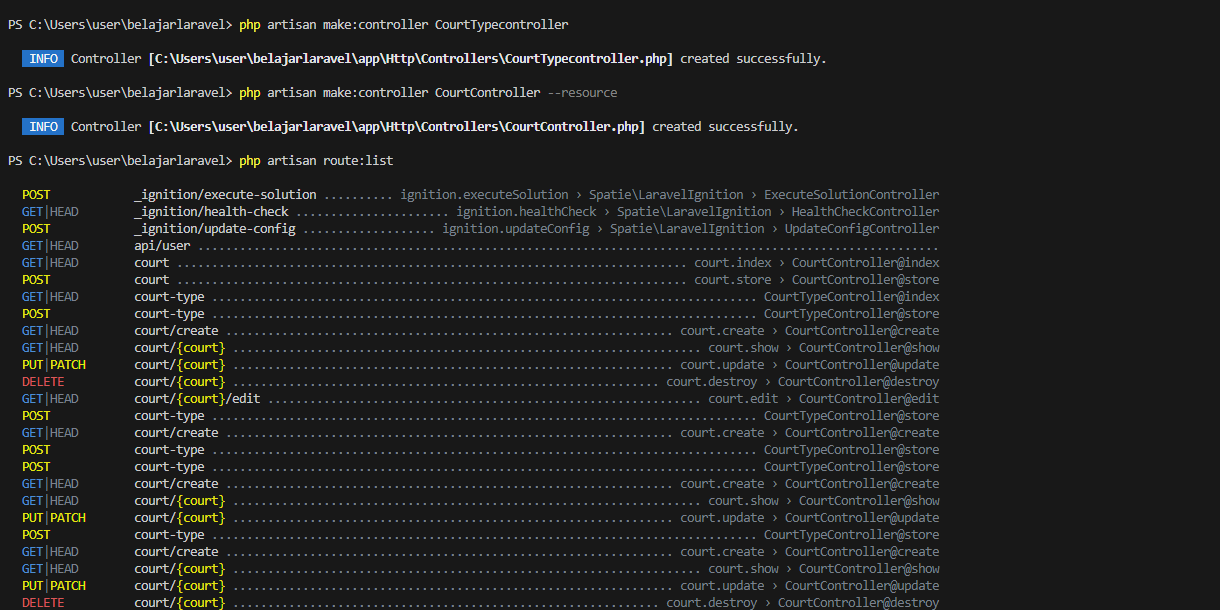 PS C:\Users\user\belajarlaravel> php artisan make:controller CourtTypecontroller
INFO Controller [C:\Users\user\belajarlaravel\app\Http\Controllers\CourtTypecontroller.php] created successfully.
PS C:\Users\user\belajarlaravel> php artisan make:controller CourtController --resource
INFO Controller [C:\Users\user\belajarlaravel\app\Http\Controllers\CourtController.php] created successfully.
PS C:\Users\user\belajarlaravel> php artisan route:list
POST _ignition/execute-solution .......... ignition.executeSolution › Spatie\LaravelIgnition › ExecuteSolutionController
GET|HEAD _ignition/health-check ...................... ignition.healthCheck › Spatie\LaravelIgnition › HealthCheckController
POST _ignition/update-config ................... ignition.updateConfig › Spatie\LaravelIgnition › UpdateConfigController
GET|HEAD api/user ..........................................................................................................
GET|HEAD court ......................................................................... court.index › CourtController@index
POST court ......................................................................... court.store › CourtController@store
GET|HEAD court-type .............................................................................. CourtTypeController@index
POST court-type .............................................................................. CourtTypeController@store
GET|HEAD court/create ................................................................ court.create › CourtController@create
GET|HEAD court/{court} ................................................................... court.show › CourtController@show
PUT|PATCH court/{court} ............................................................... court.update › CourtController@update
DELETE court/{court} ............................................................. court.destroy › CourtController@destroy
GET|HEAD court/{court}/edit .............................................................. court.edit › CourtController@edit
POST court-type .............................................................................. CourtTypeController@store
GET|HEAD court/create ................................................................ court.create › CourtController@create
POST court-type .............................................................................. CourtTypeController@store
POST court-type .............................................................................. CourtTypeController@store
GET|HEAD court/create ................................................................ court.create › CourtController@create
GET|HEAD court/{court} ................................................................... court.show › CourtController@show
PUT|PATCH court/{court} ............................................................... court.update › CourtController@update
POST court-type .............................................................................. CourtTypeController@store
GET|HEAD court/create ................................................................ court.create › CourtController@create
GET|HEAD court/{court} ................................................................... court.show › CourtController@show
PUT|PATCH court/{court} ............................................................... court.update › CourtController@update
DELETE court/{court} ............................................................. court.destroy › CourtController@destroy